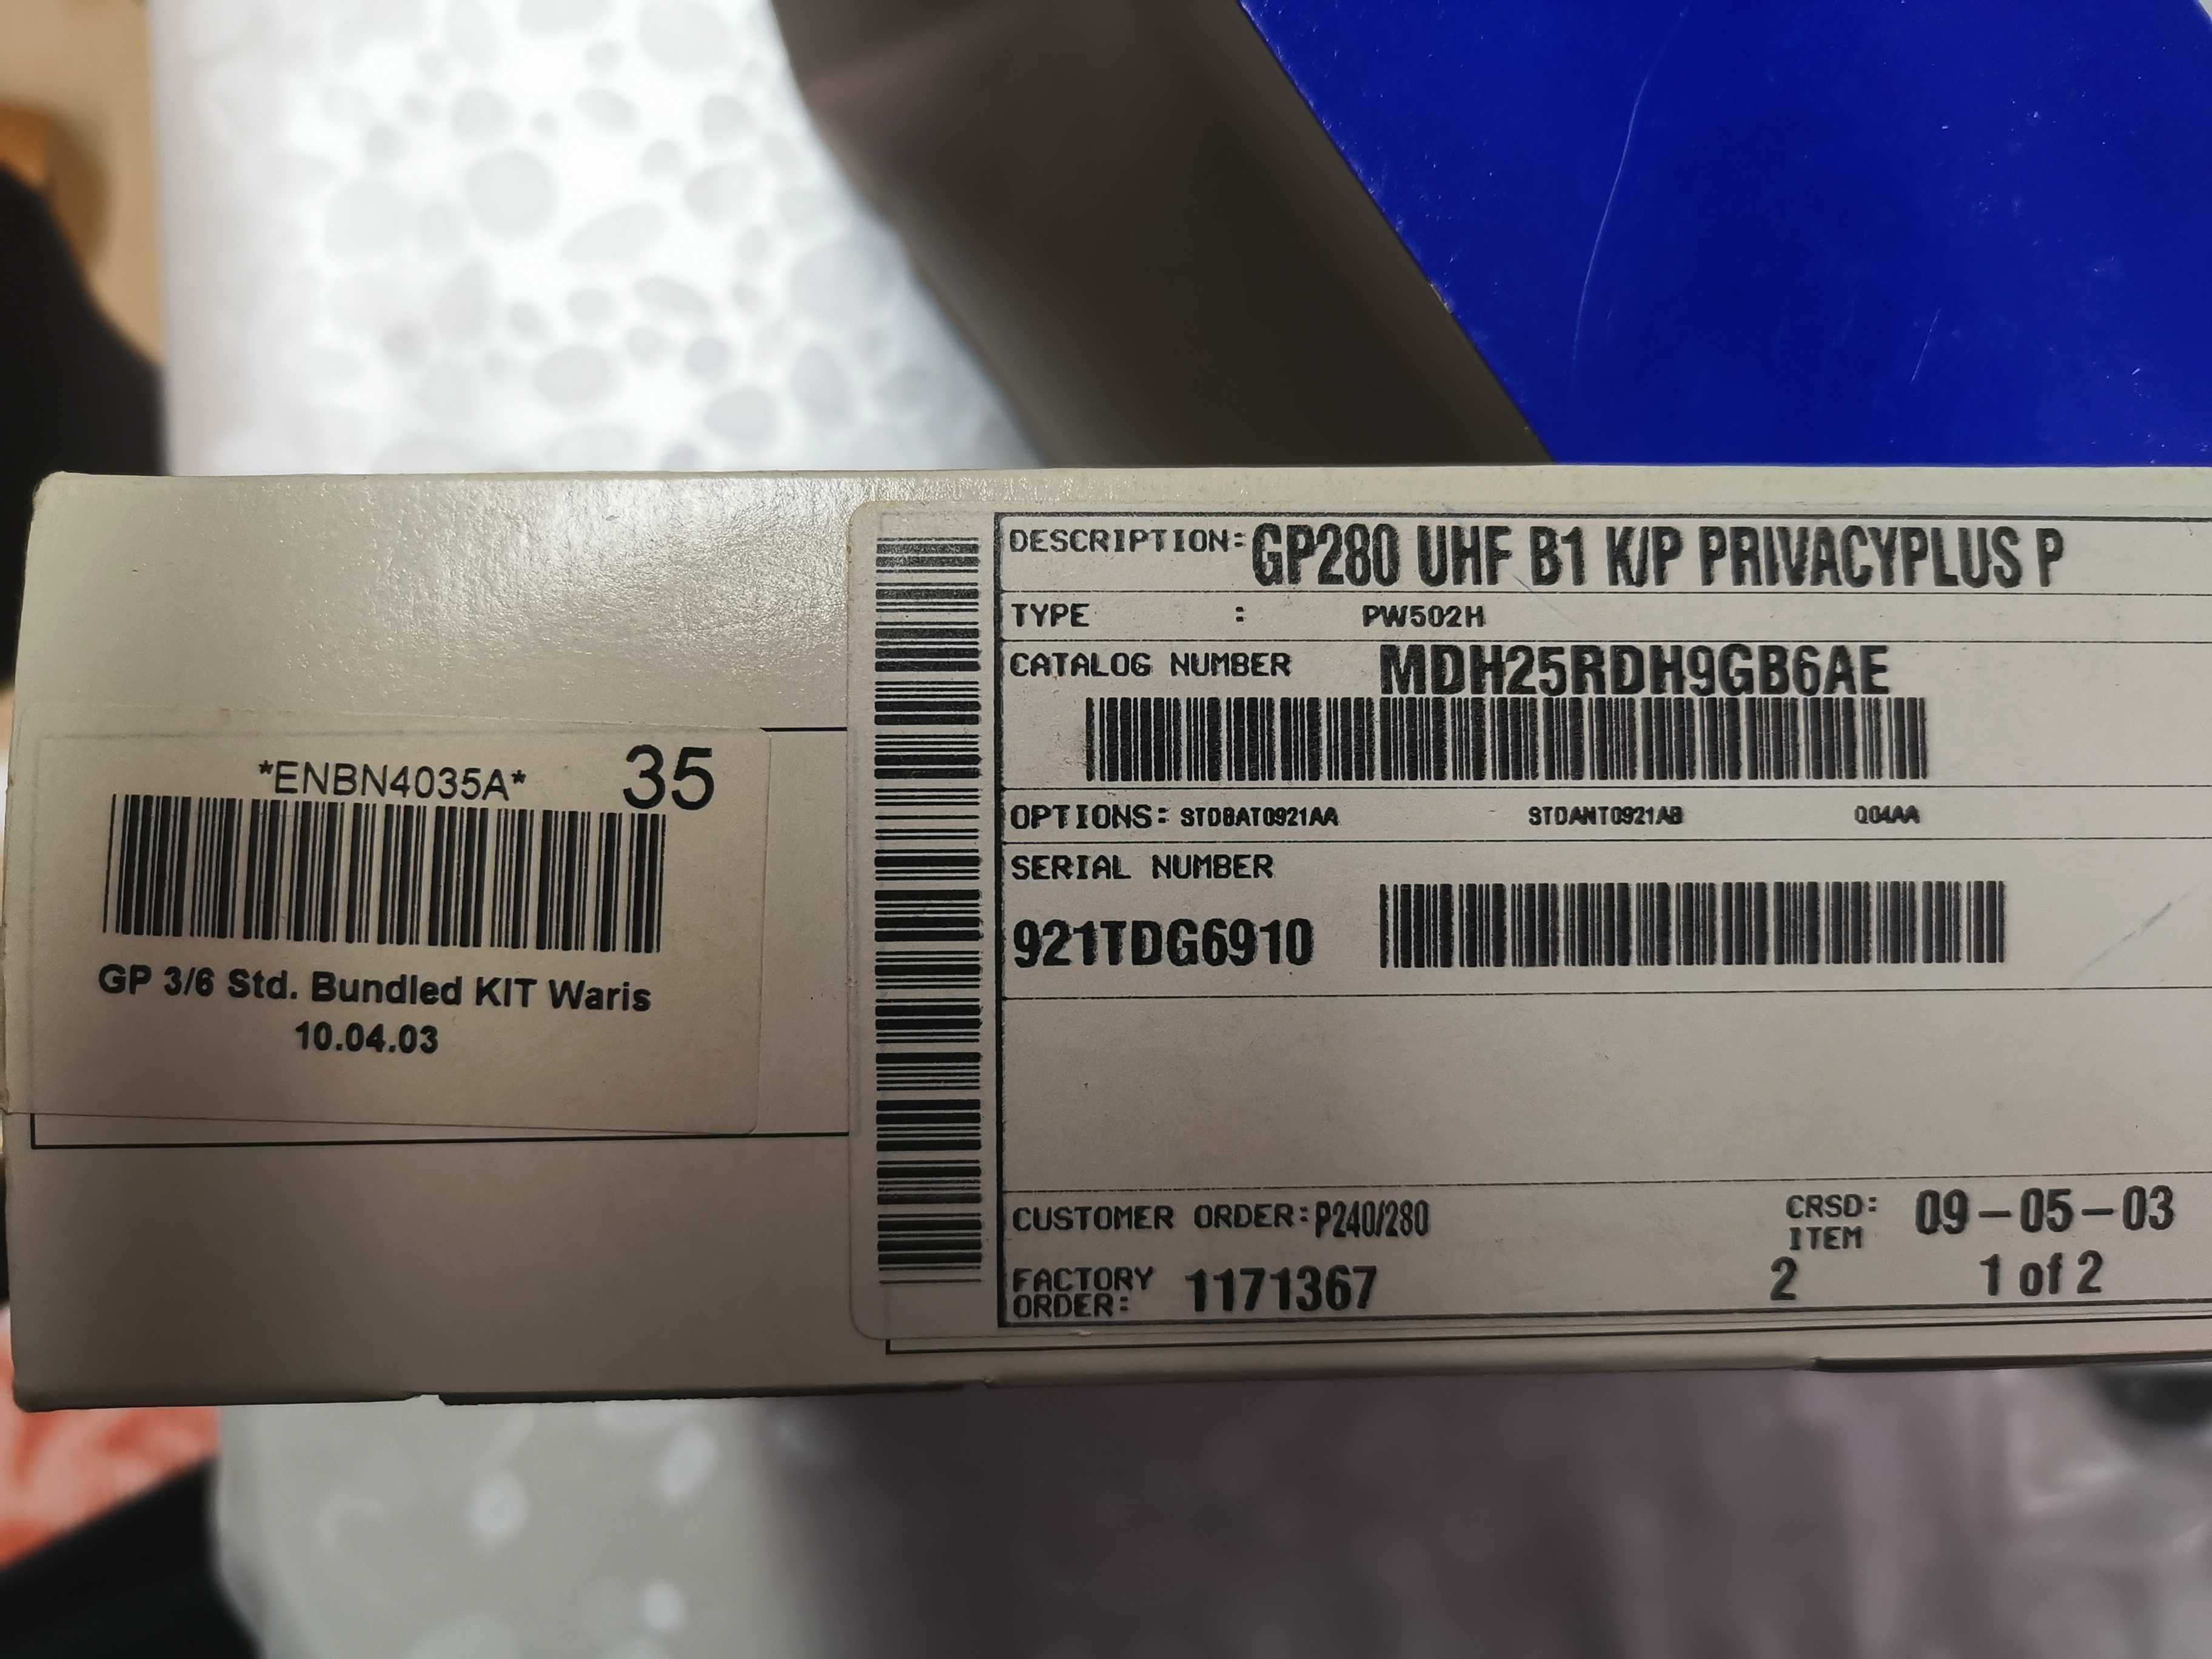 *ENBN4035A* 35
GP 3/6 Std. Bundled KIT Waris
10.04.03
DESCRIPTION: GP280 UHF B1 K/P PRIVACYPLUS P
TYPE : PW502H
CATALOG NUMBER MDH25RDH9GB6AE
OPTIONS: STDBAT0921AA STDANT0921AB Q04AA
SERIAL NUMBER
921TDG6910
CUSTOMER ORDER: P240/280
CRSD: 09-05-03
FACTORY ORDER: 1171367
ITEM
2 1 of 2